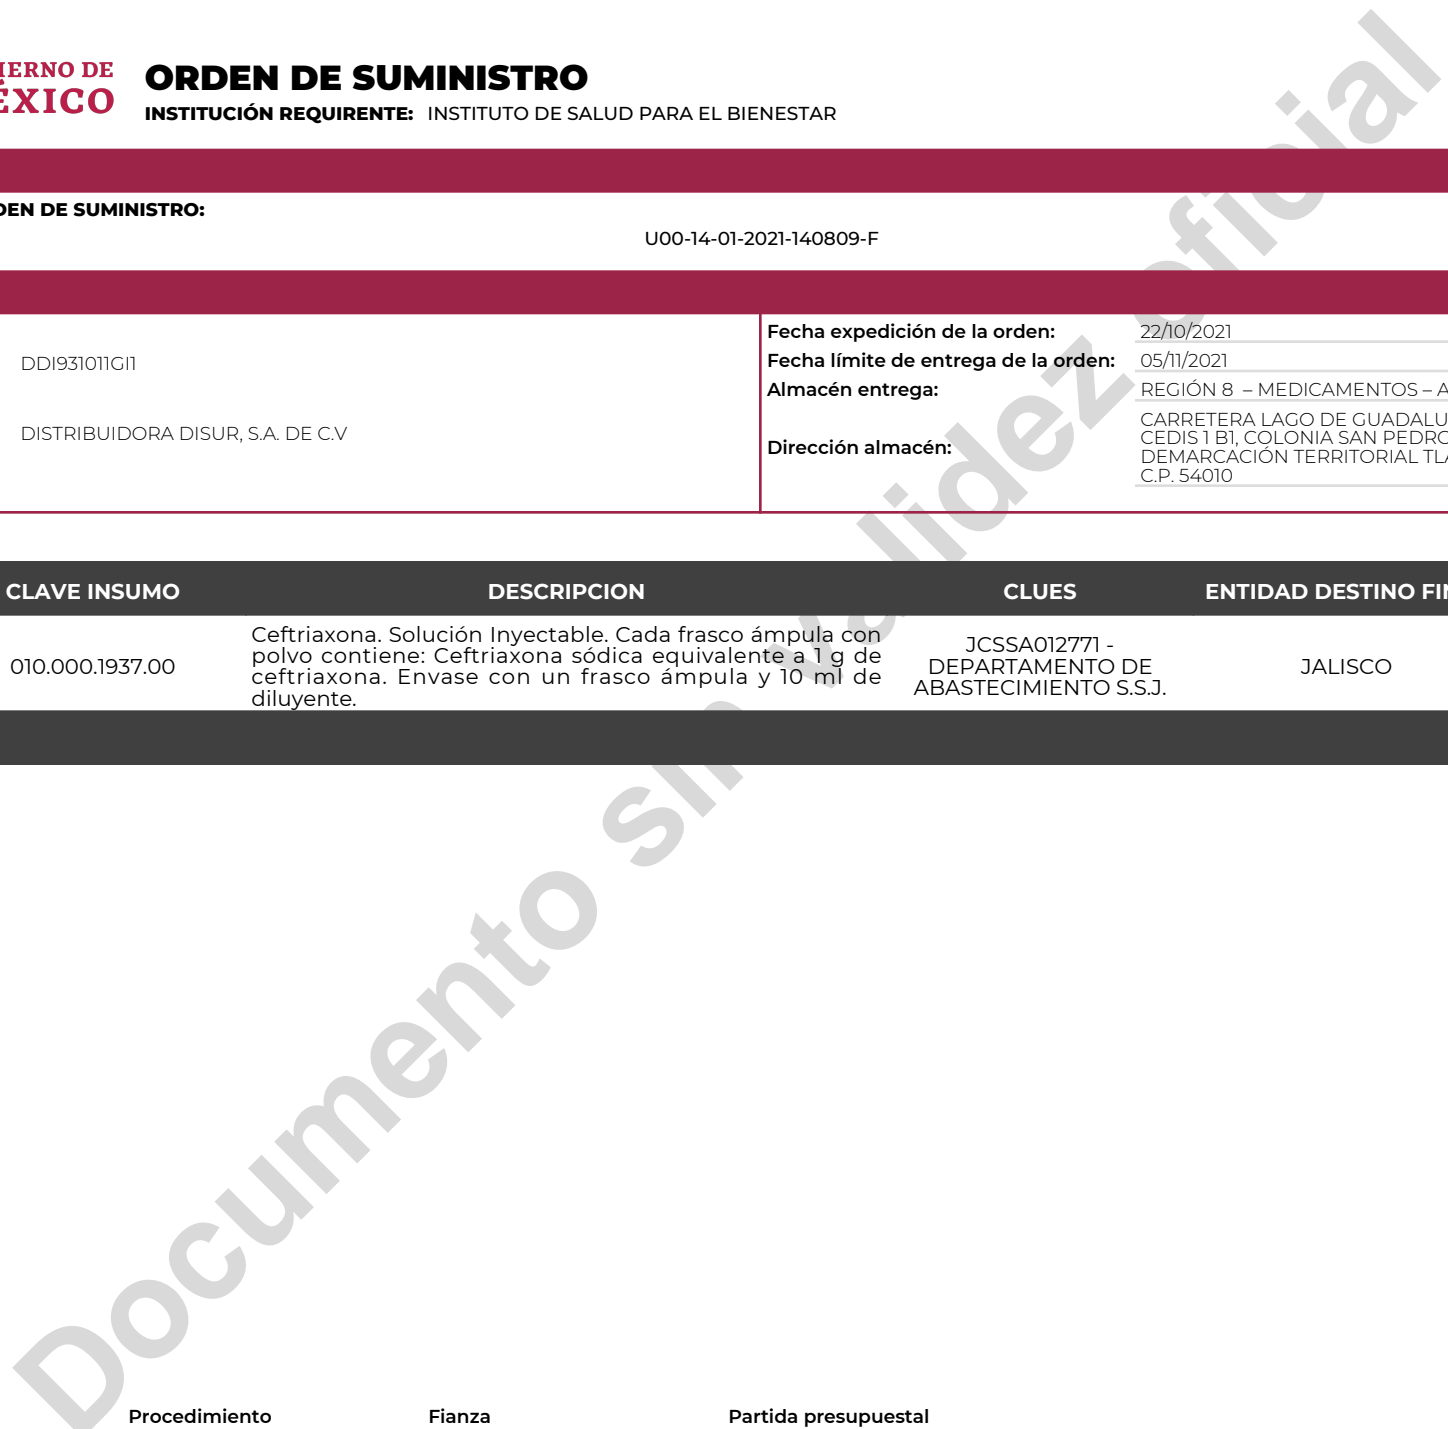 IERNO DE
ÉXICO
ORDEN DE SUMINISTRO
INSTITUCIÓN REQUIRENTE: INSTITUTO DE SALUD PARA EL BIENESTAR
DEN DE SUMINISTRO:
U00-14-01-2021-140809-F
DDI931011GI1
DISTRIBUIDORA DISUR, S.A. DE C.V
Fecha expedición de la orden: 22/10/2021
Fecha límite de entrega de la orden: 05/11/2021
Almacén entrega: REGIÓN 8 – MEDICAMENTOS – A
Dirección almacén:
CARRETERA LAGO DE GUADALU
CEDIS 1 B1, COLONIA SAN PEDRO
DEMARCACIÓN TERRITORIAL TLA
C.P. 54010
CLAVE INSUMO DESCRIPCION CLUES ENTIDAD DESTINO FIN
010.000.1937.00
Ceftriaxona. Solución Inyectable. Cada frasco ámpula con
polvo contiene: Ceftriaxona sódica equivalente a 1 g de
ceftriaxona. Envase con un frasco ámpula y 10 ml de
diluyente.
JCSSA012771 -
DEPARTAMENTO DE
ABASTECIMIENTO S.S.J.
JALISCO
Documento sin validez oficial
Procedimiento Fianza Partida presupuestal